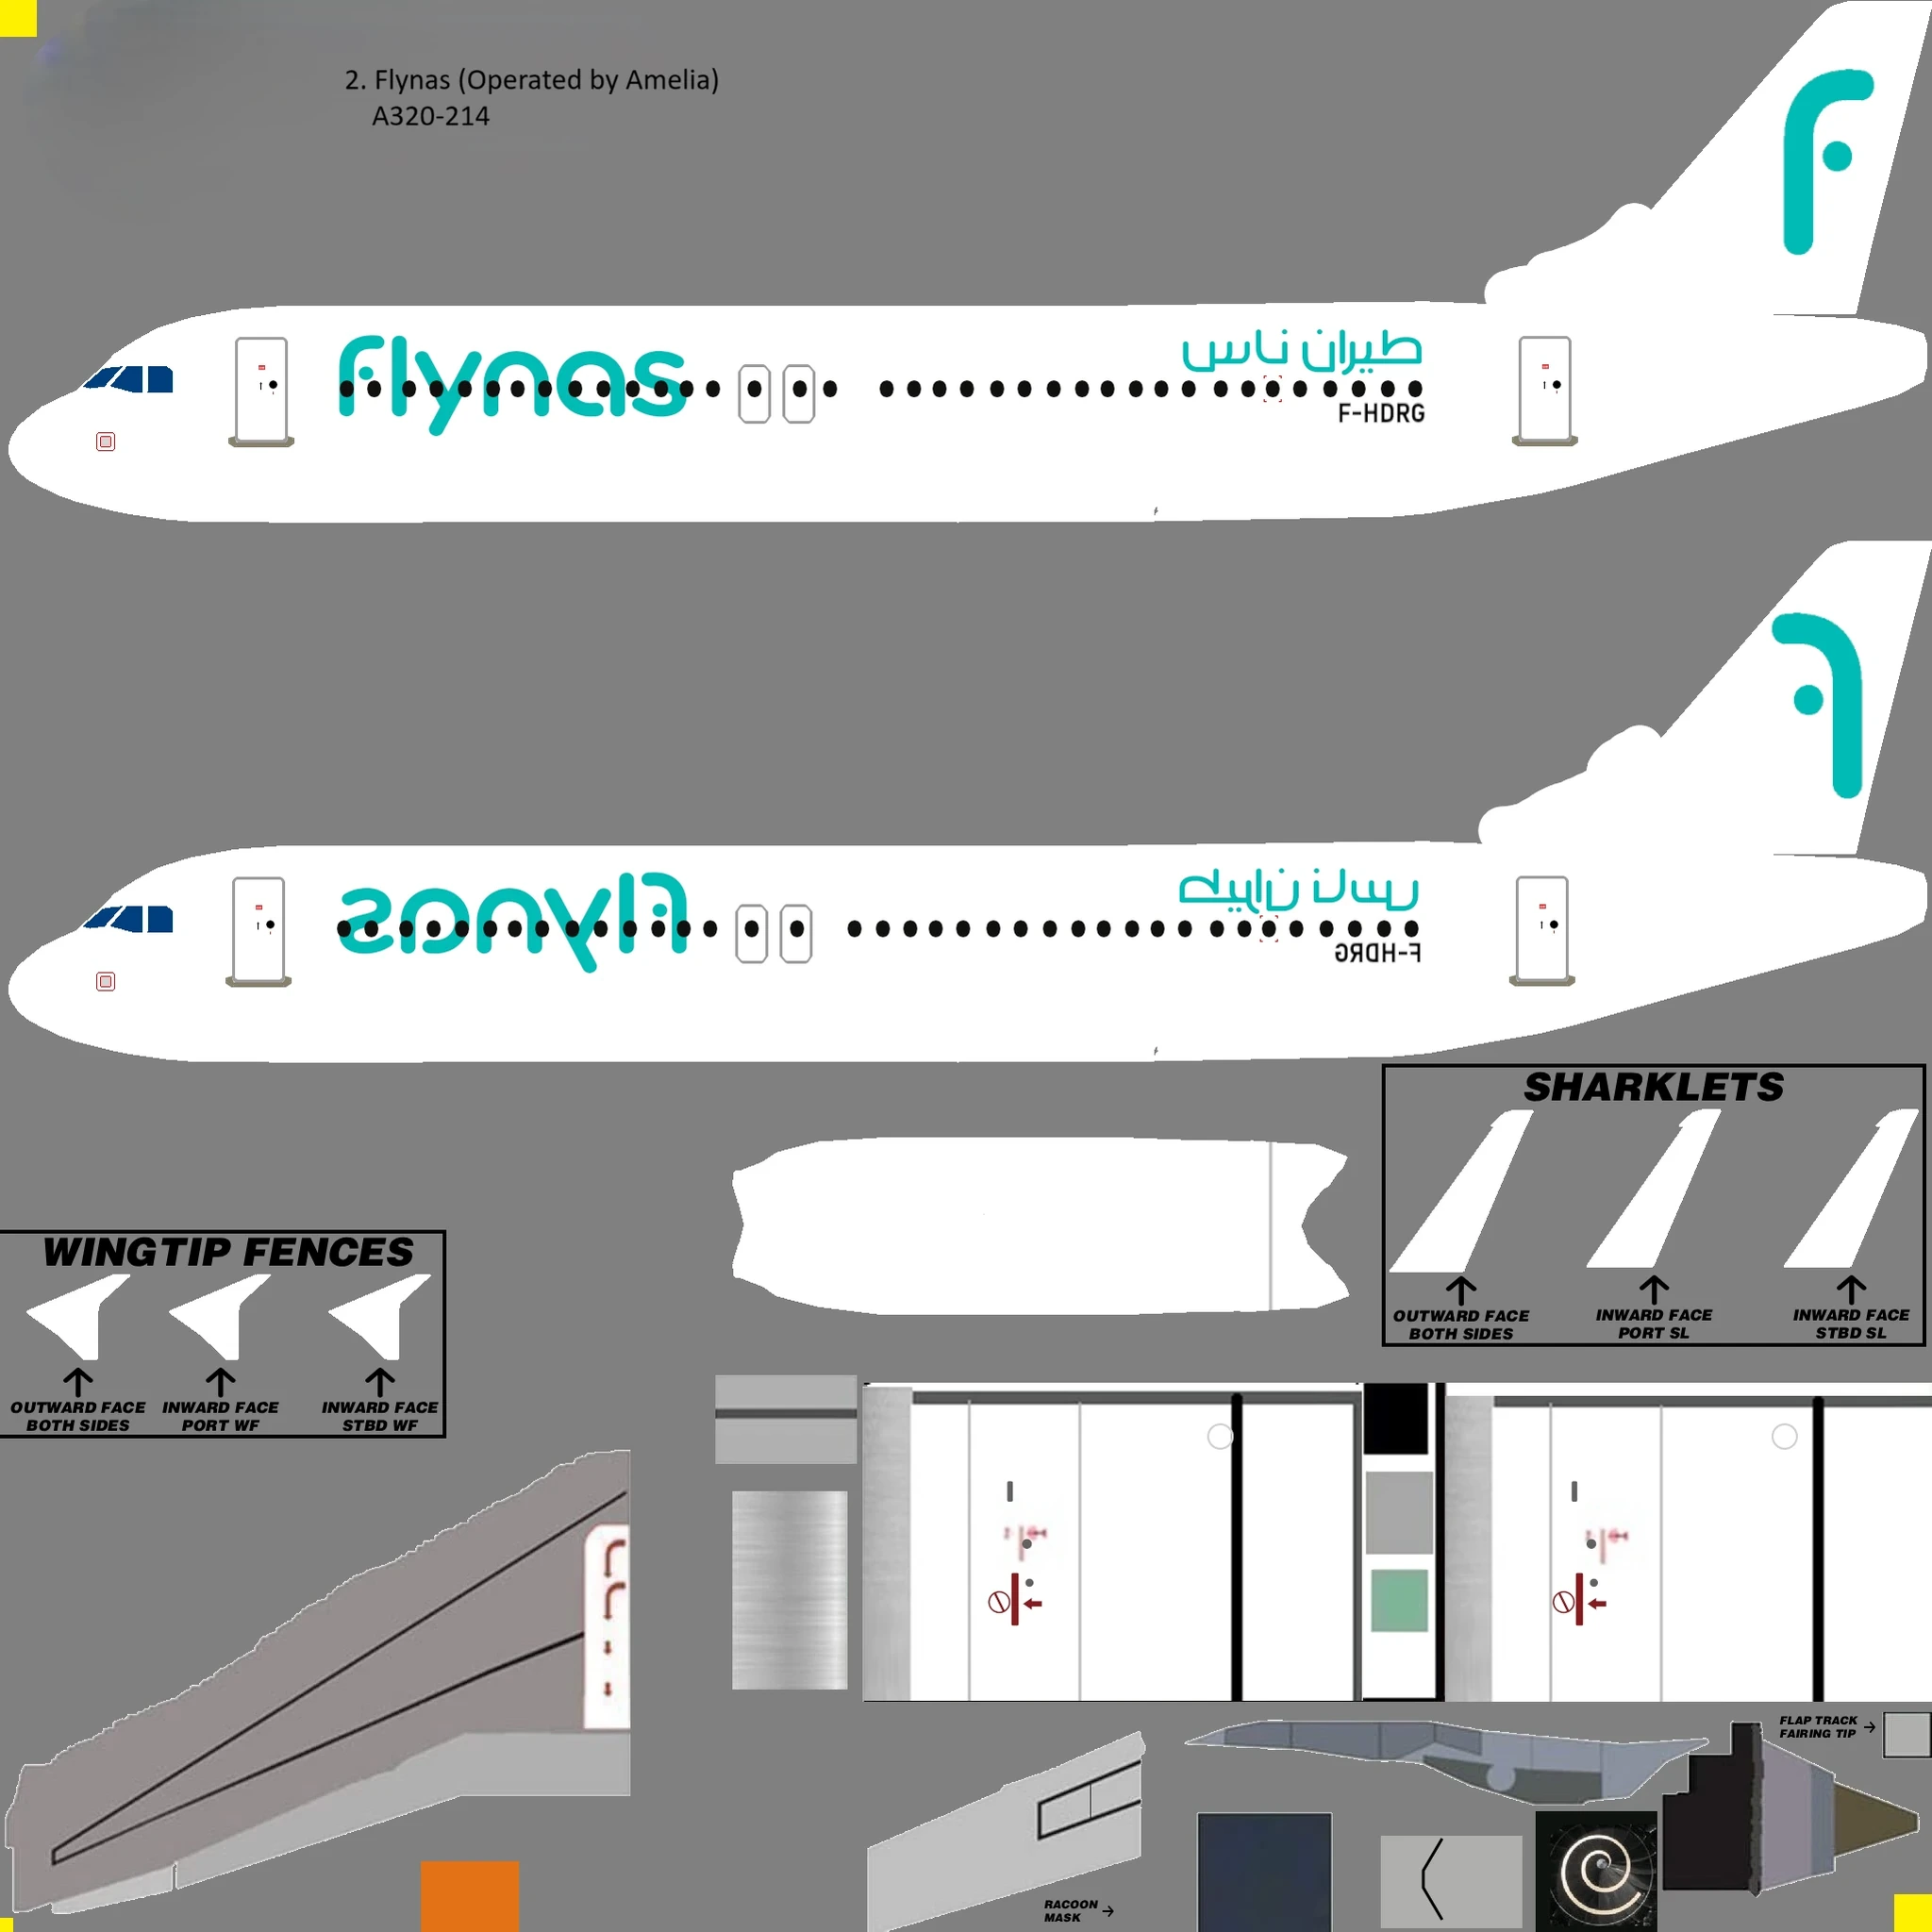 2. Flynas (Operated by Amelia)
A320-214
flynas
طيران ناس
F-HDRG
flynas
طيران ناس
F-HDRG
SHARKLETS
OUTWARD FACE
BOTH SIDES
INWARD FACE
PORT SL
INWARD FACE
STBD SL
WINGTIP FENCES
OUTWARD FACE
BOTH SIDES
INWARD FACE
PORT WF
INWARD FACE
STBD WF
FLAP TRACK
FAIRING TIP
RACOON
MASK